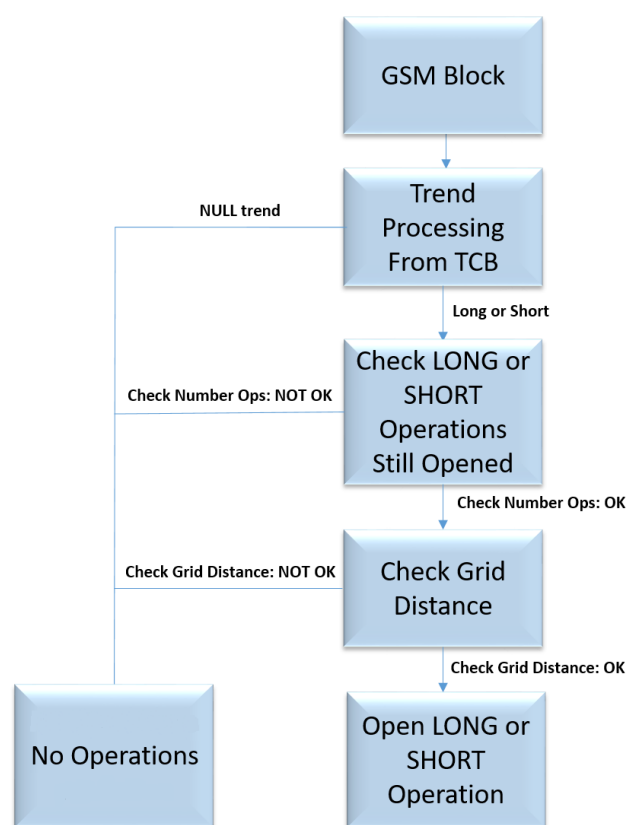 GSM Block
Trend
Processing
From TCB
NULL trend
Long or Short
Check LONG or
SHORT
Operations
Still Opened
Check Number Ops: NOT OK
Check Number Ops: OK
Check Grid
Distance
Check Grid Distance: NOT OK
Check Grid Distance: OK
No Operations
Open LONG or
SHORT
Operation